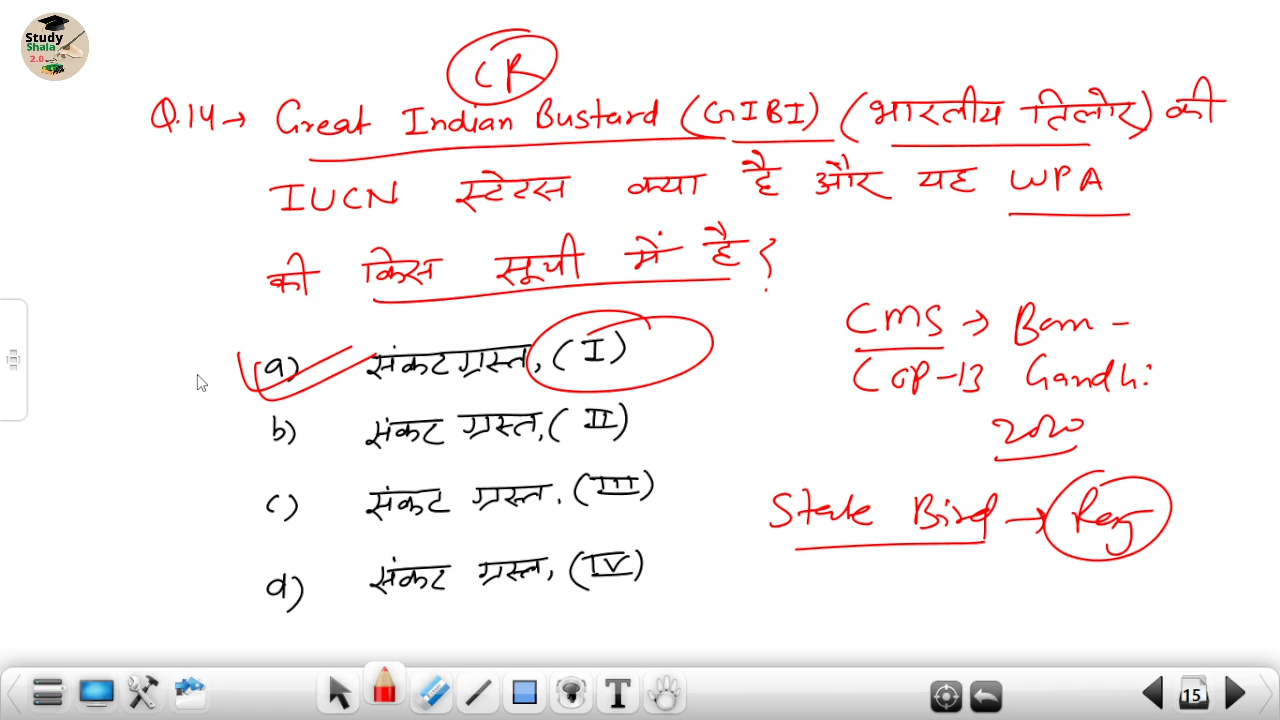 Study
Shala
2.0
CR
Q.14→ Great Indian Bustard (GIBI) (भारतीय तिलोर) की
IUCN स्टेटस क्या है और यह WPA
की किस सूची में है?
a) संकटग्रस्त, (I)
b) संकट ग्रस्त, (II)
c) संकट ग्रस्त, (III)
d) संकट ग्रस्त, (IV)
CMS → Bonn -
COP-13 Gandhi
2020
State Bird → Raj
15